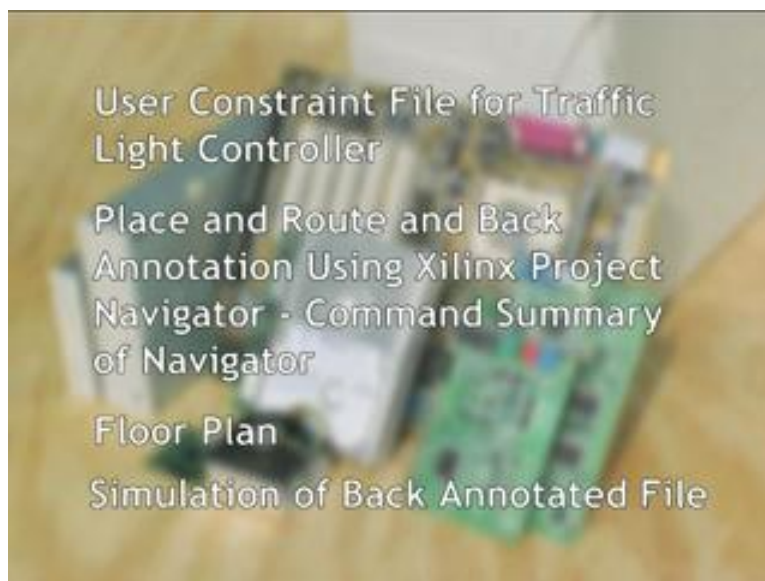 User Constraint File for Traffic
Light Controller
Place and Route and Back
Annotation Using Xilinx Project
Navigator - Command Summary
of Navigator
Floor Plan
Simulation of Back Annotated File